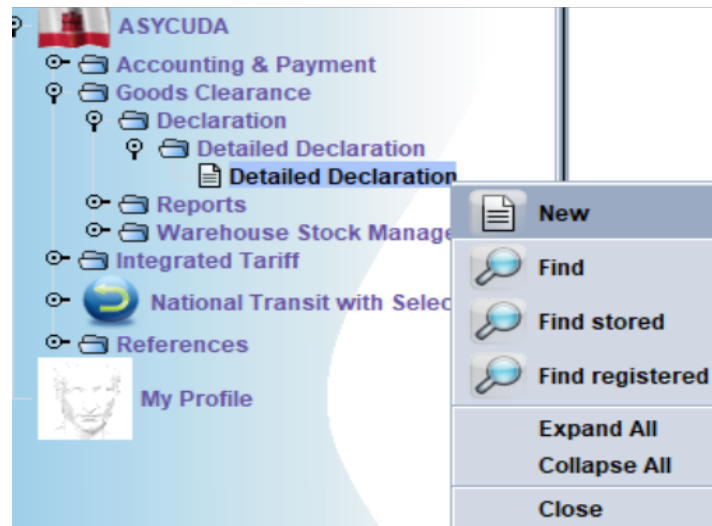 ASYCUDA
Accounting & Payment
Goods Clearance
Declaration
Detailed Declaration
Detailed Declaration
Reports
Warehouse Stock Manage
Integrated Tariff
National Transit with Selec
References
My Profile
New
Find
Find stored
Find registered
Expand All
Collapse All
Close